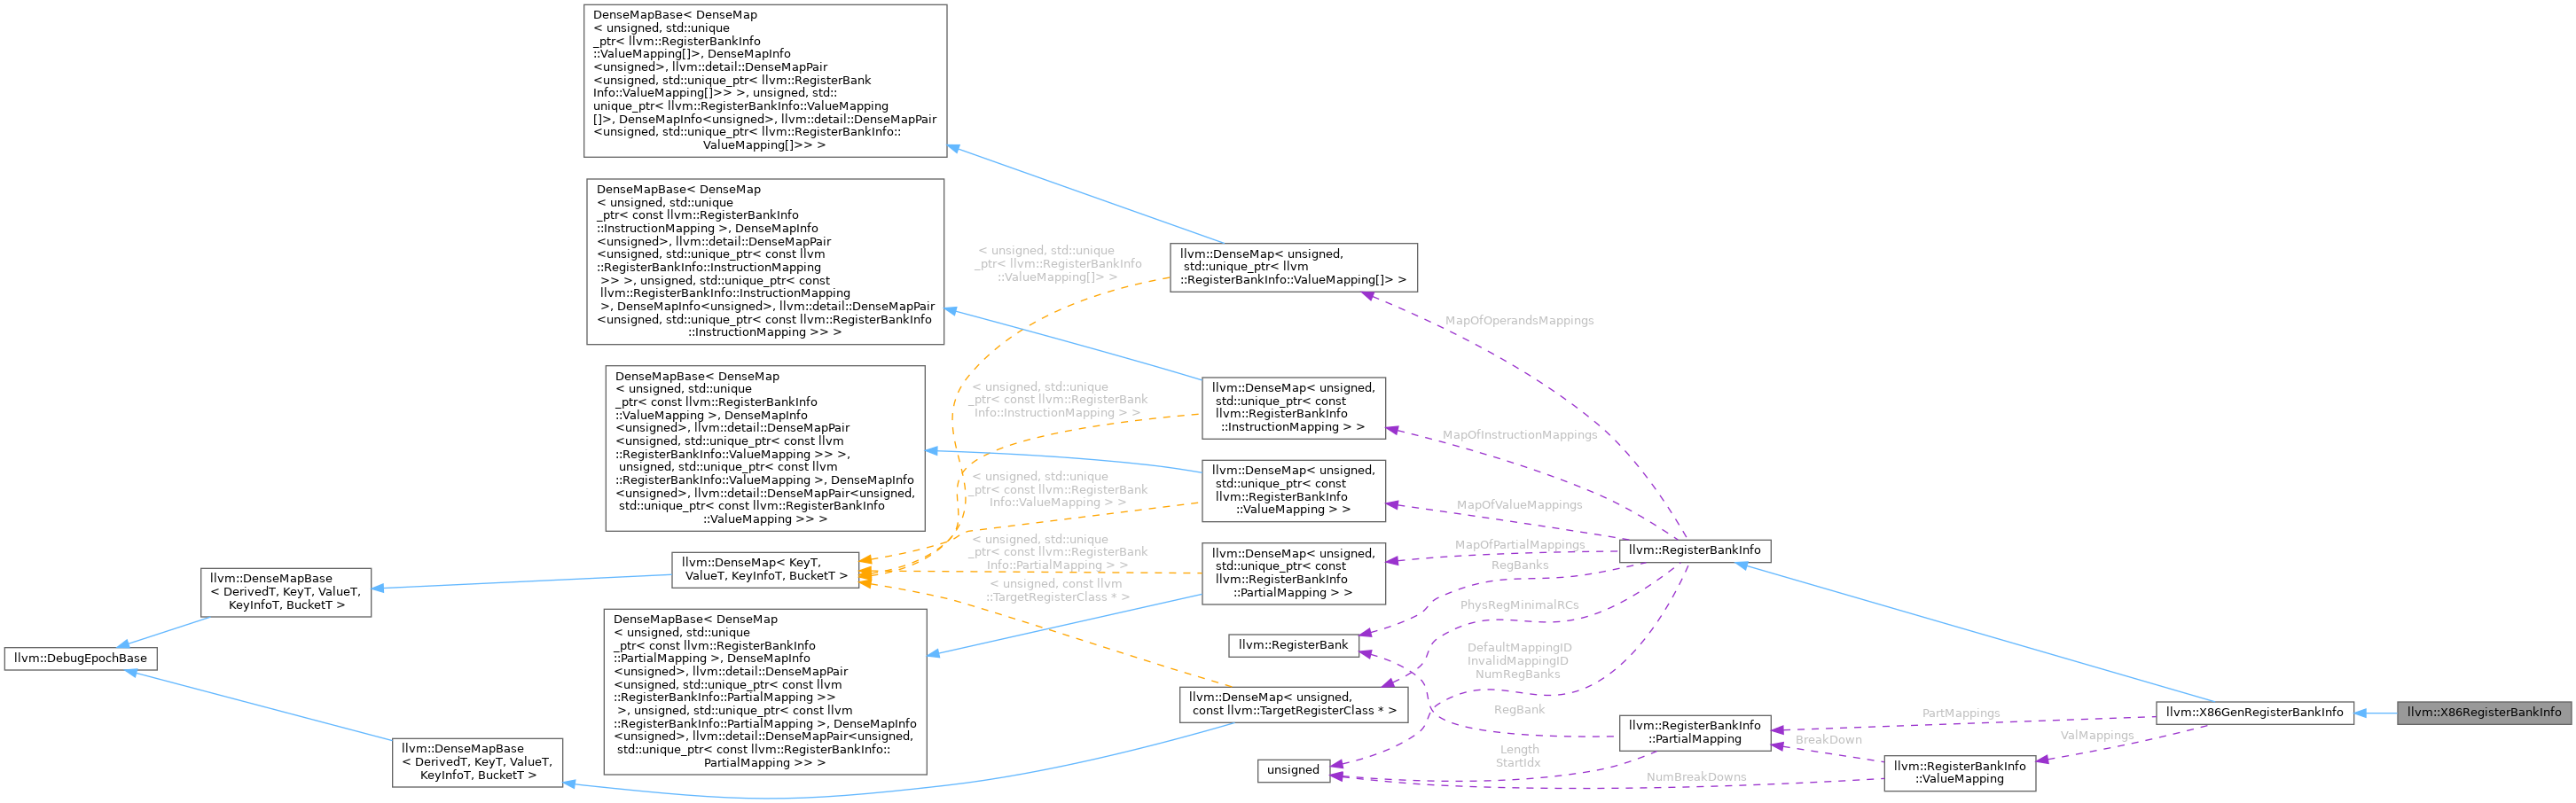 DenseMapBase< DenseMap
< unsigned, std::unique
_ptr< llvm::RegisterBankInfo
::ValueMapping[]>, DenseMapInfo
<unsigned>, llvm::detail::DenseMapPair
<unsigned, std::unique_ptr< llvm::RegisterBank
Info::ValueMapping[]>> >, unsigned, std::
unique_ptr< llvm::RegisterBankInfo::ValueMapping
[]>, DenseMapInfo<unsigned>, llvm::detail::DenseMapPair
<unsigned, std::unique_ptr< llvm::RegisterBankInfo::
ValueMapping[]>> >
DenseMapBase< DenseMap
< unsigned, std::unique
_ptr< const llvm::RegisterBankInfo
::InstructionMapping >, DenseMapInfo
<unsigned>, llvm::detail::DenseMapPair
<unsigned, std::unique_ptr< const llvm
::RegisterBankInfo::InstructionMapping
>> >, unsigned, std::unique_ptr< const
llvm::RegisterBankInfo::InstructionMapping
>, DenseMapInfo<unsigned>, llvm::detail::DenseMapPair
<unsigned, std::unique_ptr< const llvm::RegisterBankInfo
::InstructionMapping >> >
DenseMapBase< DenseMap
< unsigned, std::unique
_ptr< const llvm::RegisterBankInfo
::ValueMapping >, DenseMapInfo
<unsigned>, llvm::detail::DenseMapPair
<unsigned, std::unique_ptr< const llvm
::RegisterBankInfo::ValueMapping >> >,
unsigned, std::unique_ptr< const llvm
::RegisterBankInfo::ValueMapping >, DenseMapInfo
<unsigned>, llvm::detail::DenseMapPair<unsigned,
std::unique_ptr< const llvm::RegisterBankInfo
::ValueMapping >> >
llvm::DenseMap< KeyT,
ValueT, KeyInfoT, BucketT >
llvm::DenseMapBase
< DerivedT, KeyT, ValueT,
KeyInfoT, BucketT >
llvm::DebugEpochBase
DenseMapBase< DenseMap
< unsigned, std::unique
_ptr< const llvm::RegisterBankInfo
::PartialMapping >, DenseMapInfo
<unsigned>, llvm::detail::DenseMapPair
<unsigned, std::unique_ptr< const llvm
::RegisterBankInfo::PartialMapping >>
>, unsigned, std::unique_ptr< const llvm
::RegisterBankInfo::PartialMapping >, DenseMapInfo
<unsigned>, llvm::detail::DenseMapPair<unsigned,
std::unique_ptr< const llvm::RegisterBankInfo::
PartialMapping >> >
llvm::DenseMapBase
< DerivedT, KeyT, ValueT,
KeyInfoT, BucketT >
< unsigned, std::unique
_ptr< llvm::RegisterBankInfo
::ValueMapping[]> >
< unsigned, std::unique
_ptr< const llvm::RegisterBank
Info::InstructionMapping > >
< unsigned, std::unique
_ptr< const llvm::RegisterBank
Info::ValueMapping > >
< unsigned, std::unique
_ptr< const llvm::RegisterBank
Info::PartialMapping > >
< unsigned, const llvm
::TargetRegisterClass * >
llvm::DenseMap< unsigned,
std::unique_ptr< llvm
::RegisterBankInfo::ValueMapping[]> >
llvm::DenseMap< unsigned,
std::unique_ptr< const
llvm::RegisterBankInfo
::InstructionMapping > >
llvm::DenseMap< unsigned,
std::unique_ptr< const
llvm::RegisterBankInfo
::ValueMapping > >
llvm::DenseMap< unsigned,
std::unique_ptr< const
llvm::RegisterBankInfo
::PartialMapping > >
llvm::RegisterBank
llvm::DenseMap< unsigned,
const llvm::TargetRegisterClass * >
unsigned
MapOfOperandsMappings
MapOfInstructionMappings
MapOfValueMappings
MapOfPartialMappings
RegBanks
PhysRegMinimalRCs
DefaultMappingID
InvalidMappingID
NumRegBanks
RegBank
Length
StartIdx
NumBreakDowns
llvm::RegisterBankInfo
llvm::RegisterBankInfo
::PartialMapping
BreakDown
llvm::RegisterBankInfo
::ValueMapping
PartMappings
ValMappings
llvm::X86GenRegisterBankInfo
llvm::X86RegisterBankInfo